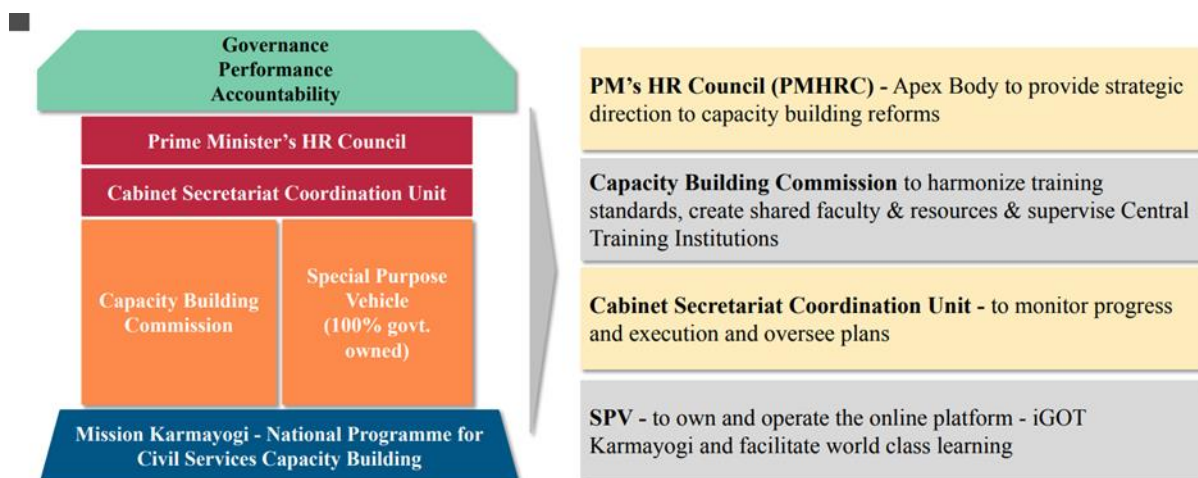 Governance
Performance
Accountability
Prime Minister's HR Council
Cabinet Secretariat Coordination Unit
Capacity Building
Commission
Special Purpose
Vehicle
(100% govt.
owned)
Mission Karmayogi - National Programme for
Civil Services Capacity Building
PM's HR Council (PMHRC) - Apex Body to provide strategic
direction to capacity building reforms
Capacity Building Commission to harmonize training
standards, create shared faculty & resources & supervise Central
Training Institutions
Cabinet Secretariat Coordination Unit - to monitor progress
and execution and oversee plans
SPV - to own and operate the online platform - iGOT
Karmayogi and facilitate world class learning